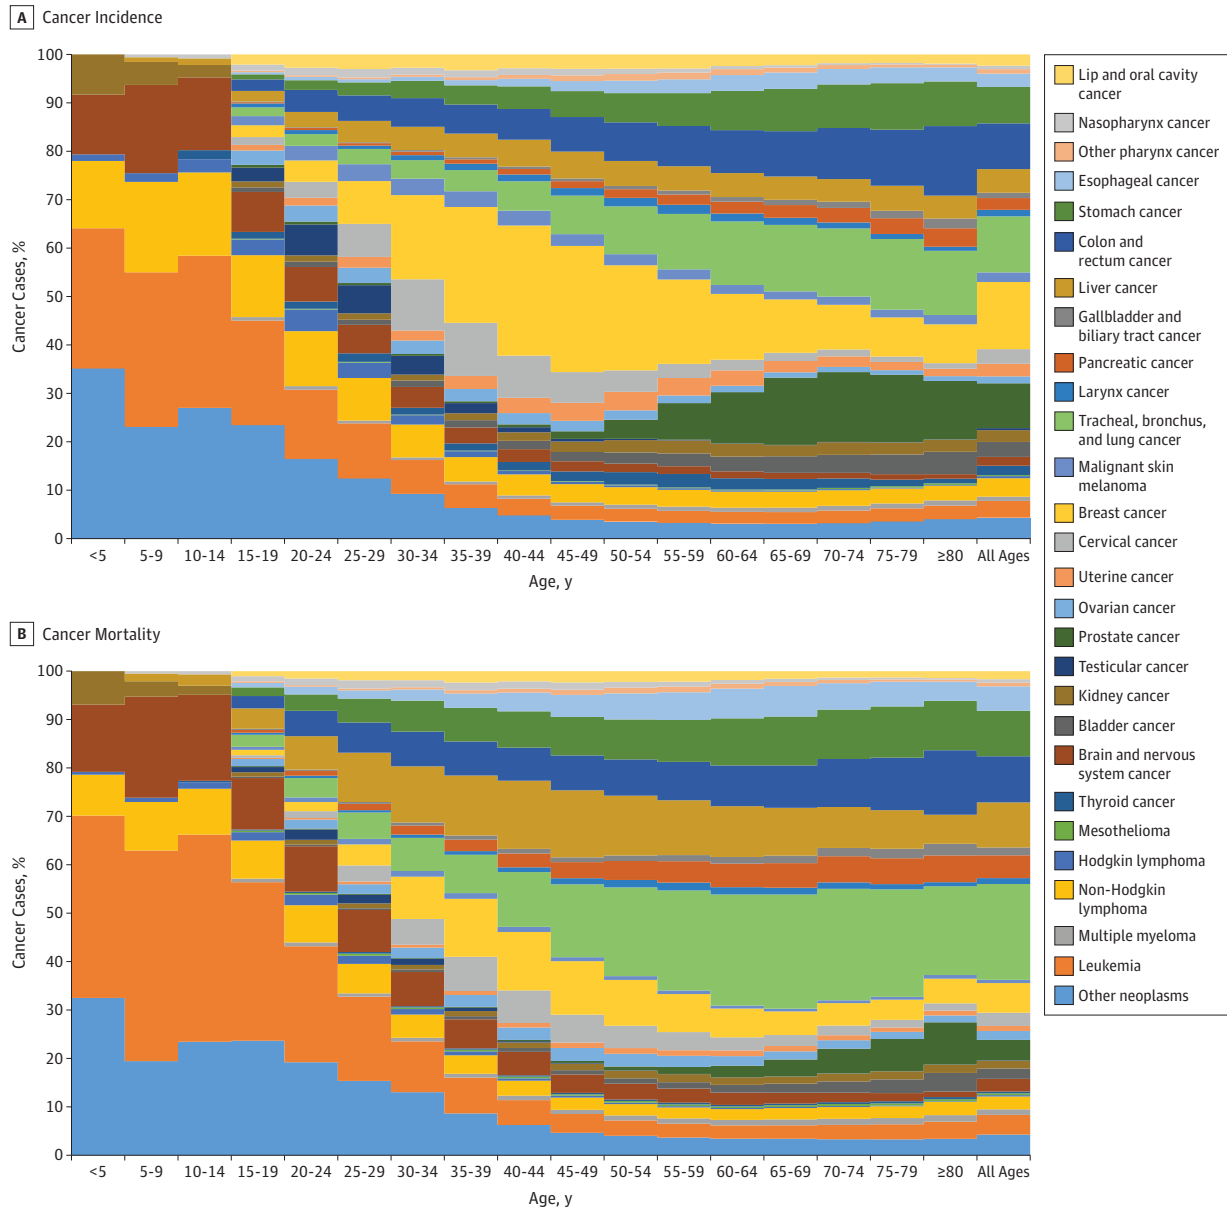 A Cancer Incidence
100
90
80
70
60
50
40
30
20
10
0
Cancer Cases, %
<5 5-9 10-14 15-19 20-24 25-29 30-34 35-39 40-44 45-49 50-54 55-59 60-64 65-69 70-74 75-79 ≥80 All Ages
Age, y
B Cancer Mortality
100
90
80
70
60
50
40
30
20
10
0
Cancer Cases, %
<5 5-9 10-14 15-19 20-24 25-29 30-34 35-39 40-44 45-49 50-54 55-59 60-64 65-69 70-74 75-79 ≥80 All Ages
Age, y
Lip and oral cavity
cancer
Nasopharynx cancer
Other pharynx cancer
Esophageal cancer
Stomach cancer
Colon and
rectum cancer
Liver cancer
Gallbladder and
biliary tract cancer
Pancreatic cancer
Larynx cancer
Tracheal, bronchus,
and lung cancer
Malignant skin
melanoma
Breast cancer
Cervical cancer
Uterine cancer
Ovarian cancer
Prostate cancer
Testicular cancer
Kidney cancer
Bladder cancer
Brain and nervous
system cancer
Thyroid cancer
Mesothelioma
Hodgkin lymphoma
Non-Hodgkin
lymphoma
Multiple myeloma
Leukemia
Other neoplasms